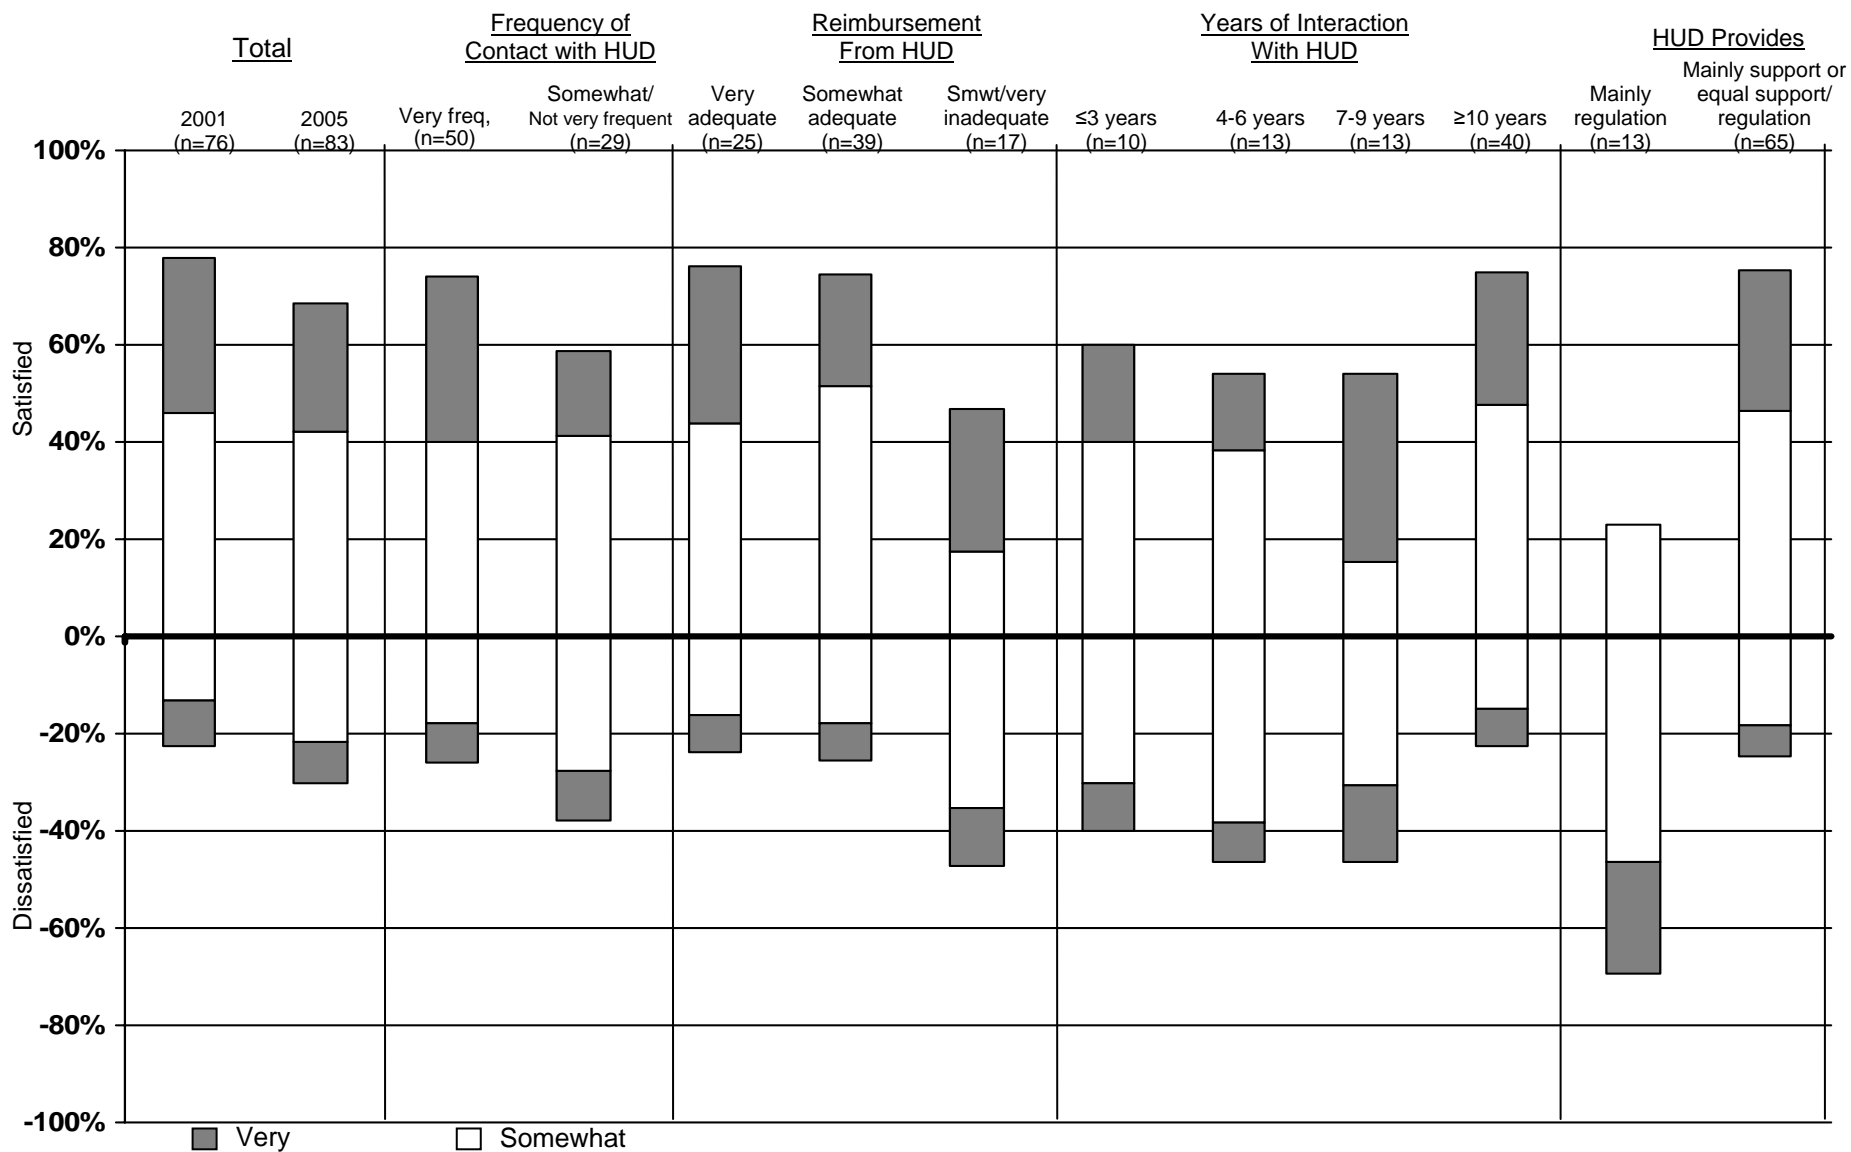 Total
Frequency of
Contact with HUD
Reimbursement
From HUD
Years of Interaction
With HUD
HUD Provides
2001
(n=76)
2005
(n=83)
Very freq,
(n=50)
Somewhat/
Not very frequent
(n=29)
Very
adequate
(n=25)
Somewhat
adequate
(n=39)
Smwt/very
inadequate
(n=17)
≤3 years
(n=10)
4-6 years
(n=13)
7-9 years
(n=13)
≥10 years
(n=40)
Mainly
regulation
(n=13)
Mainly support or
equal support/
regulation
(n=65)
100%
80%
60%
40%
20%
0%
-20%
-40%
-60%
-80%
-100%
Satisfied
Dissatisfied
Very
Somewhat